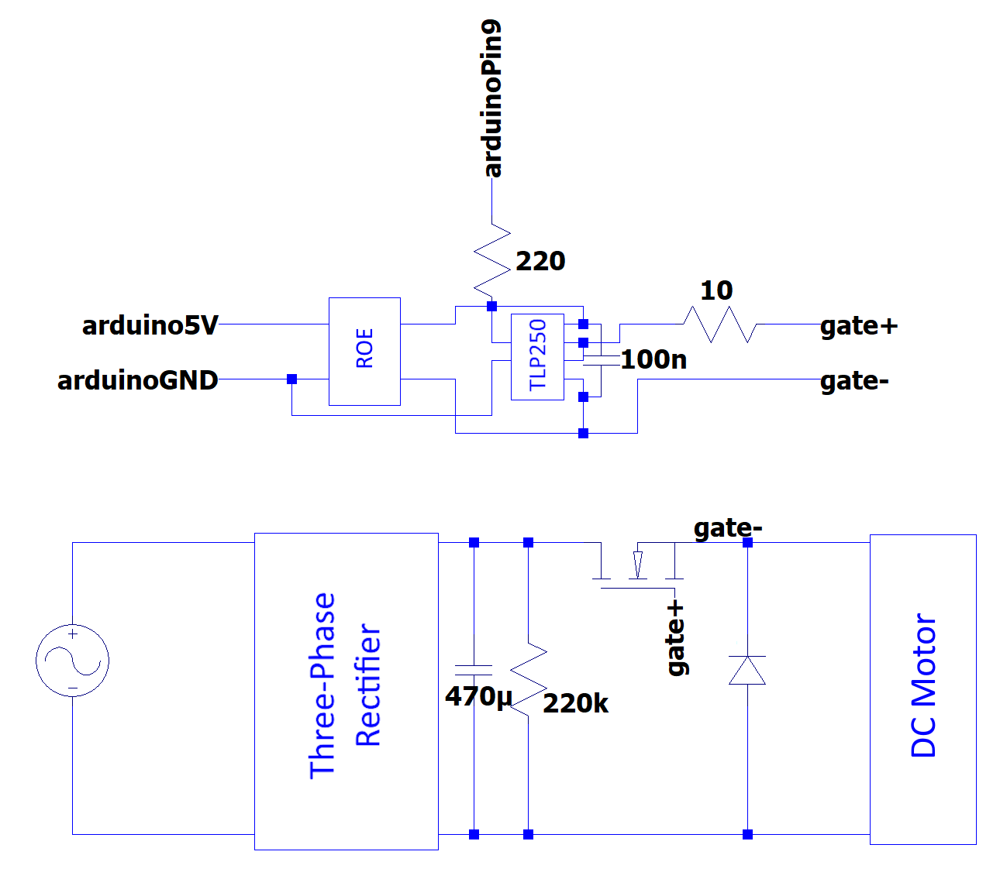 arduinoPin9
220
10
arduino5V
ROE
TLP250
gate+
100n
arduinoGND
gate-
gate-
Three-Phase
Rectifier
gate+
470µ
220k
DC Motor